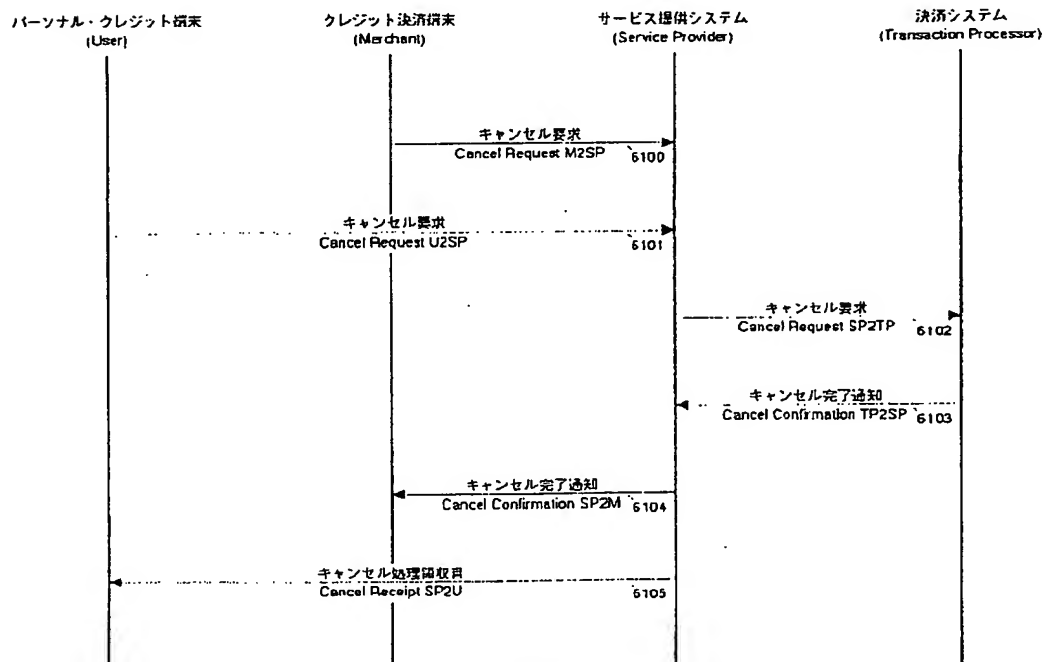 パーソナル・クレジット端末
(User)
クレジット決済端末
(Merchant)
サービス提供システム
(Service Provider)
決済システム
(Transaction Processor)
キャンセル要求
Cancel Request M2SP
6100
キャンセル要求
Cancel Request U2SP
6101
キャンセル要求
Cancel Request SP2TP
6102
キャンセル完了通知
Cancel Confirmation TP2SP
6103
キャンセル完了通知
Cancel Confirmation SP2M
6104
キャンセル処理領収書
Cancel Receipt SP2U
6105